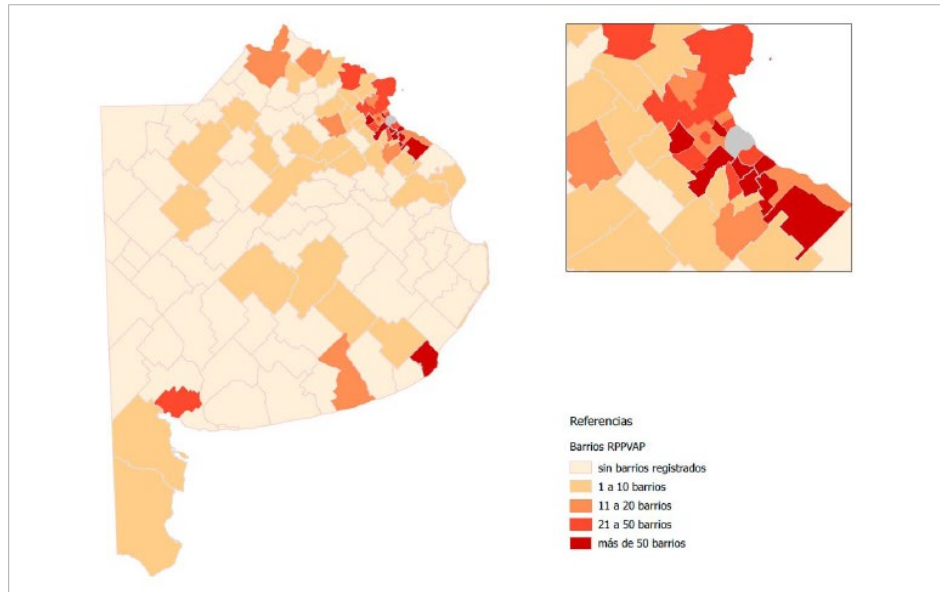 Referencias
Barrios RPPVAP
sin barrios registrados
1 a 10 barrios
11 a 20 barrios
21 a 50 barrios
más de 50 barrios